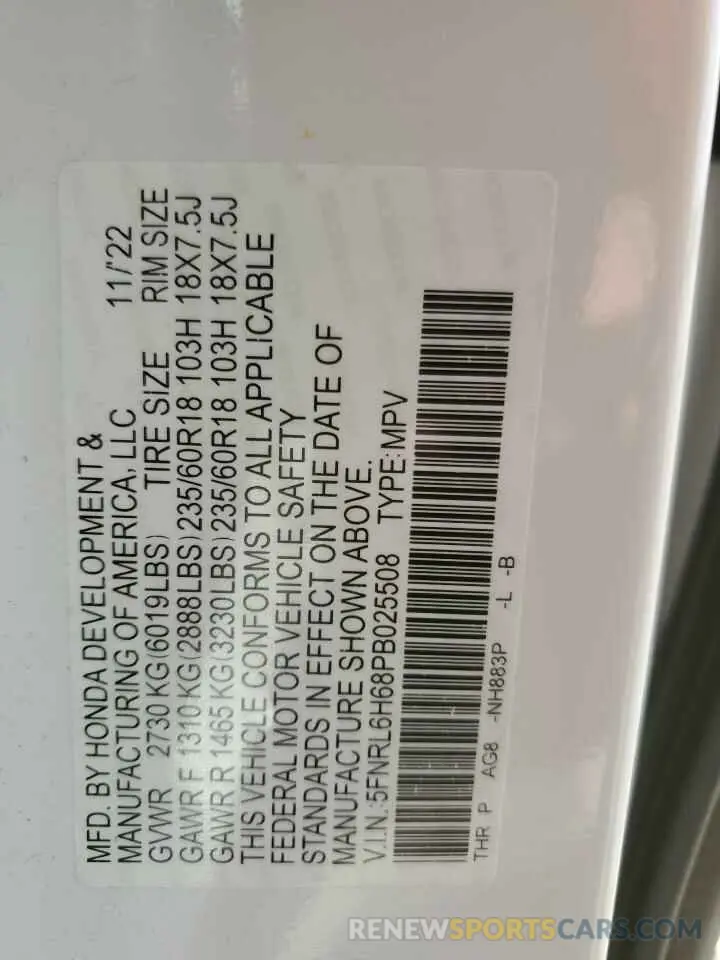 MFD. BY HONDA DEVELOPMENT &
MANUFACTURING OF AMERICA, LLC 11/'22
GVWR 2730 KG(6019LBS) TIRE SIZE RIM SIZE
GAWR F 1310 KG(2888LBS)235/60R18 103H 18X7.5J
GAWR R 1465 KG(3230LBS)235/60R18 103H 18X7.5J
THIS VEHICLE CONFORMS TO ALL APPLICABLE
FEDERAL MOTOR VEHICLE SAFETY
STANDARDS IN EFFECT ON THE DATE OF
MANUFACTURE SHOWN ABOVE.
V.I.N.:5FNRL6H68PB025508 TYPE:MPV
THR P AG8 -NH883P -L -B
RENEWSPORTCARS.COM